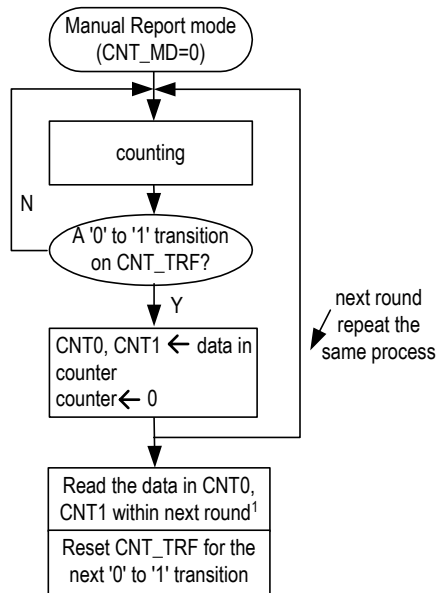 Manual Report mode
(CNT_MD=0)
counting
N
A '0' to '1' transition
on CNT_TRF?
Y
next round
repeat the
same process
CNT0, CNT1 ← data in
counter
counter← 0
Read the data in CNT0,
CNT1 within next round¹
Reset CNT_TRF for the
next '0' to '1' transition